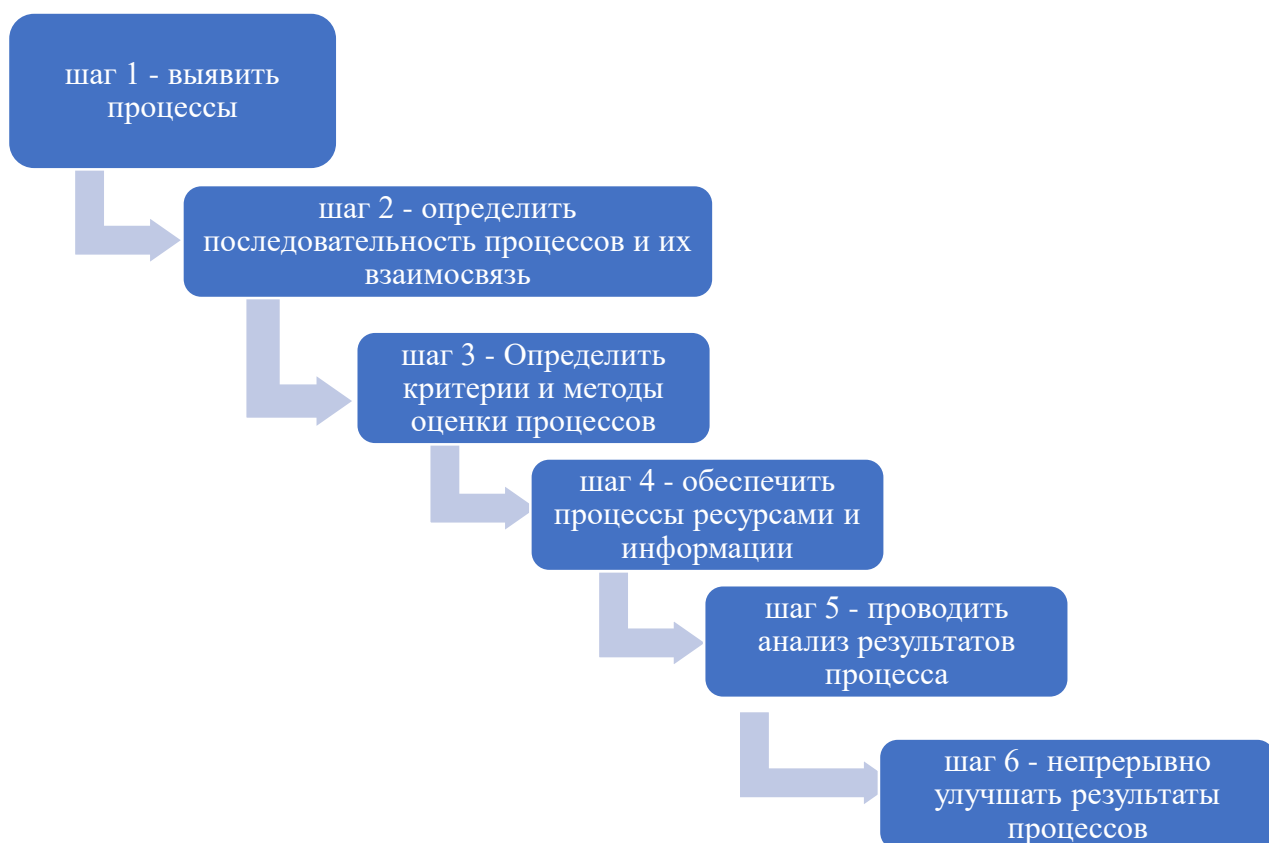 шаг 1 - выявить
процессы
шаг 2 - определить
последовательность процессов и их
взаимосвязь
шаг 3 - Определить
критерии и методы
оценки процессов
шаг 4 - обеспечить
процессы ресурсами и
информации
шаг 5 - проводить
анализ результатов
процесса
шаг 6 - непрерывно
улучшать результаты
процессов